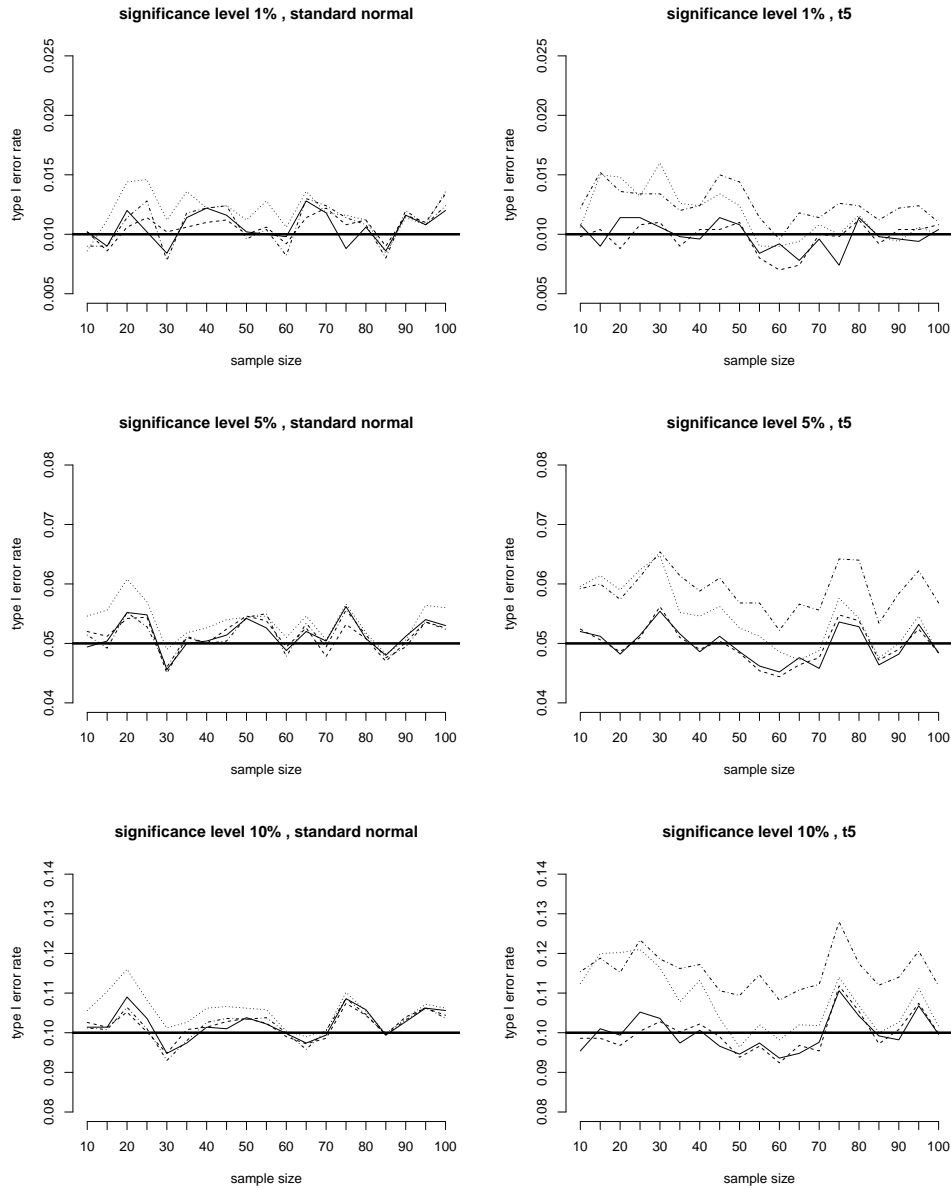 significance level 1% , standard normal
type I error rate
0.005 0.010 0.015 0.020 0.025
10 20 30 40 50 60 70 80 90 100
sample size
significance level 1% , t5
type I error rate
0.005 0.010 0.015 0.020 0.025
10 20 30 40 50 60 70 80 90 100
sample size
significance level 5% , standard normal
type I error rate
0.04 0.05 0.06 0.07 0.08
10 20 30 40 50 60 70 80 90 100
sample size
significance level 5% , t5
type I error rate
0.04 0.05 0.06 0.07 0.08
10 20 30 40 50 60 70 80 90 100
sample size
significance level 10% , standard normal
type I error rate
0.08 0.09 0.10 0.11 0.12 0.13 0.14
10 20 30 40 50 60 70 80 90 100
sample size
significance level 10% , t5
type I error rate
0.08 0.09 0.10 0.11 0.12 0.13 0.14
10 20 30 40 50 60 70 80 90 100
sample size